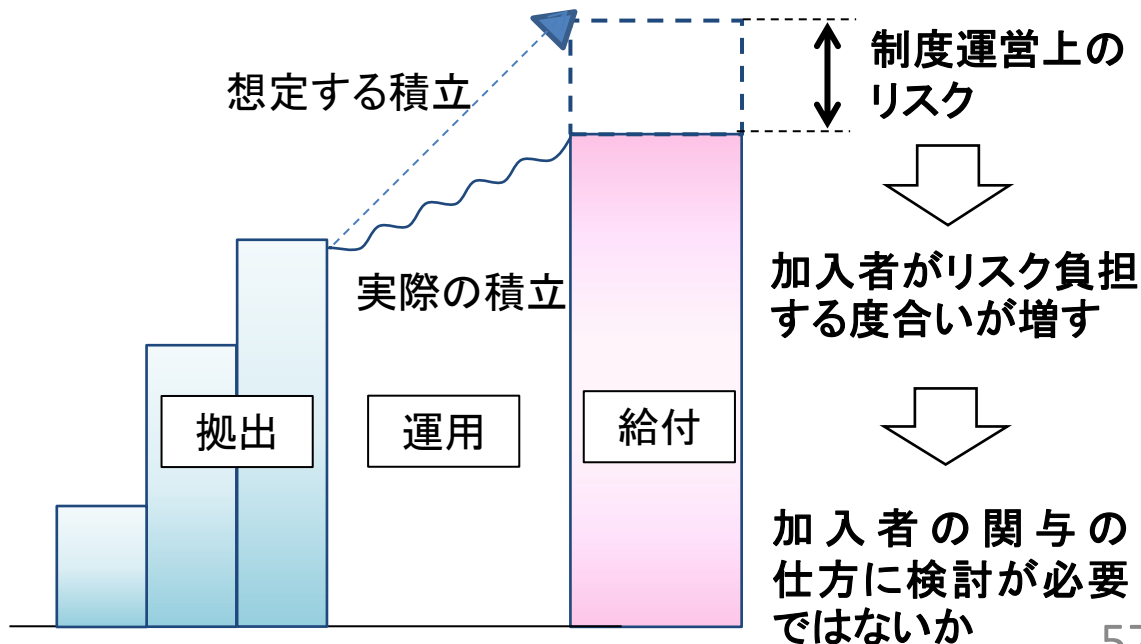 想定する積立
実際の積立
拠出
運用
給付
制度運営上の
リスク
加入者がリスク負担
する度合いが増す
加入者の関与の
仕方に検討が必要
ではないか
57